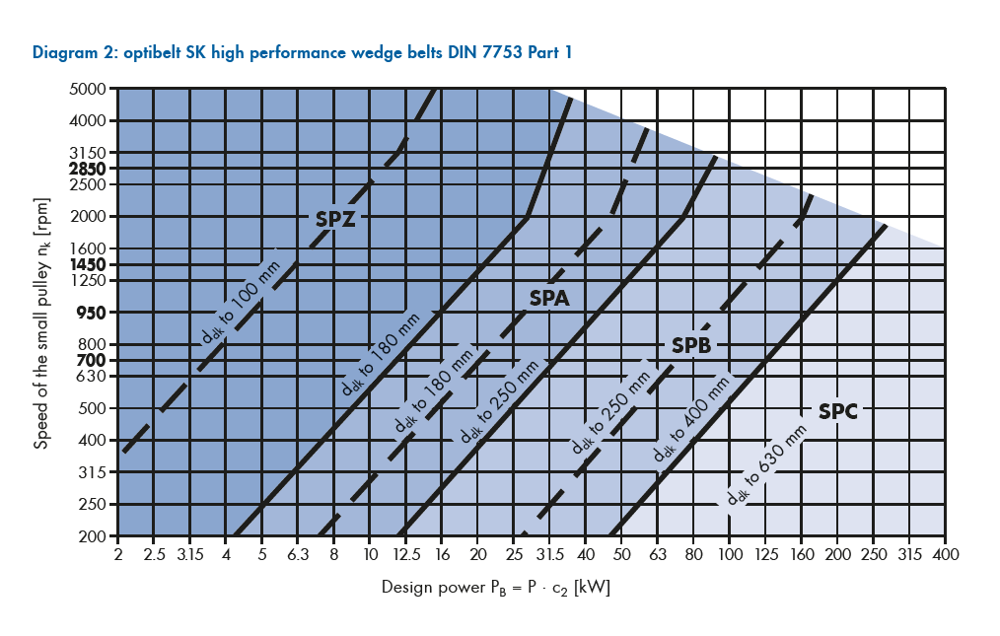 Diagram 2: optibelt SK high performance wedge belts DIN 7753 Part 1
Speed of the small pulley nk [rpm]
5000
4000
3150
2850
2500
2000
1600
1450
1250
950
800
700
630
500
400
315
250
200
SPZ
SPA
SPB
SPC
ddk to 100 mm
ddk to 180 mm
ddk to 180 mm
ddk to 250 mm
ddk to 250 mm
ddk to 400 mm
ddk to 630 mm
2 2.5 3.15 4 5 6.3 8 10 12.5 16 20 25 31.5 40 50 63 80 100 125 160 200 250 315 400
Design power PB = P · c2 [kW]